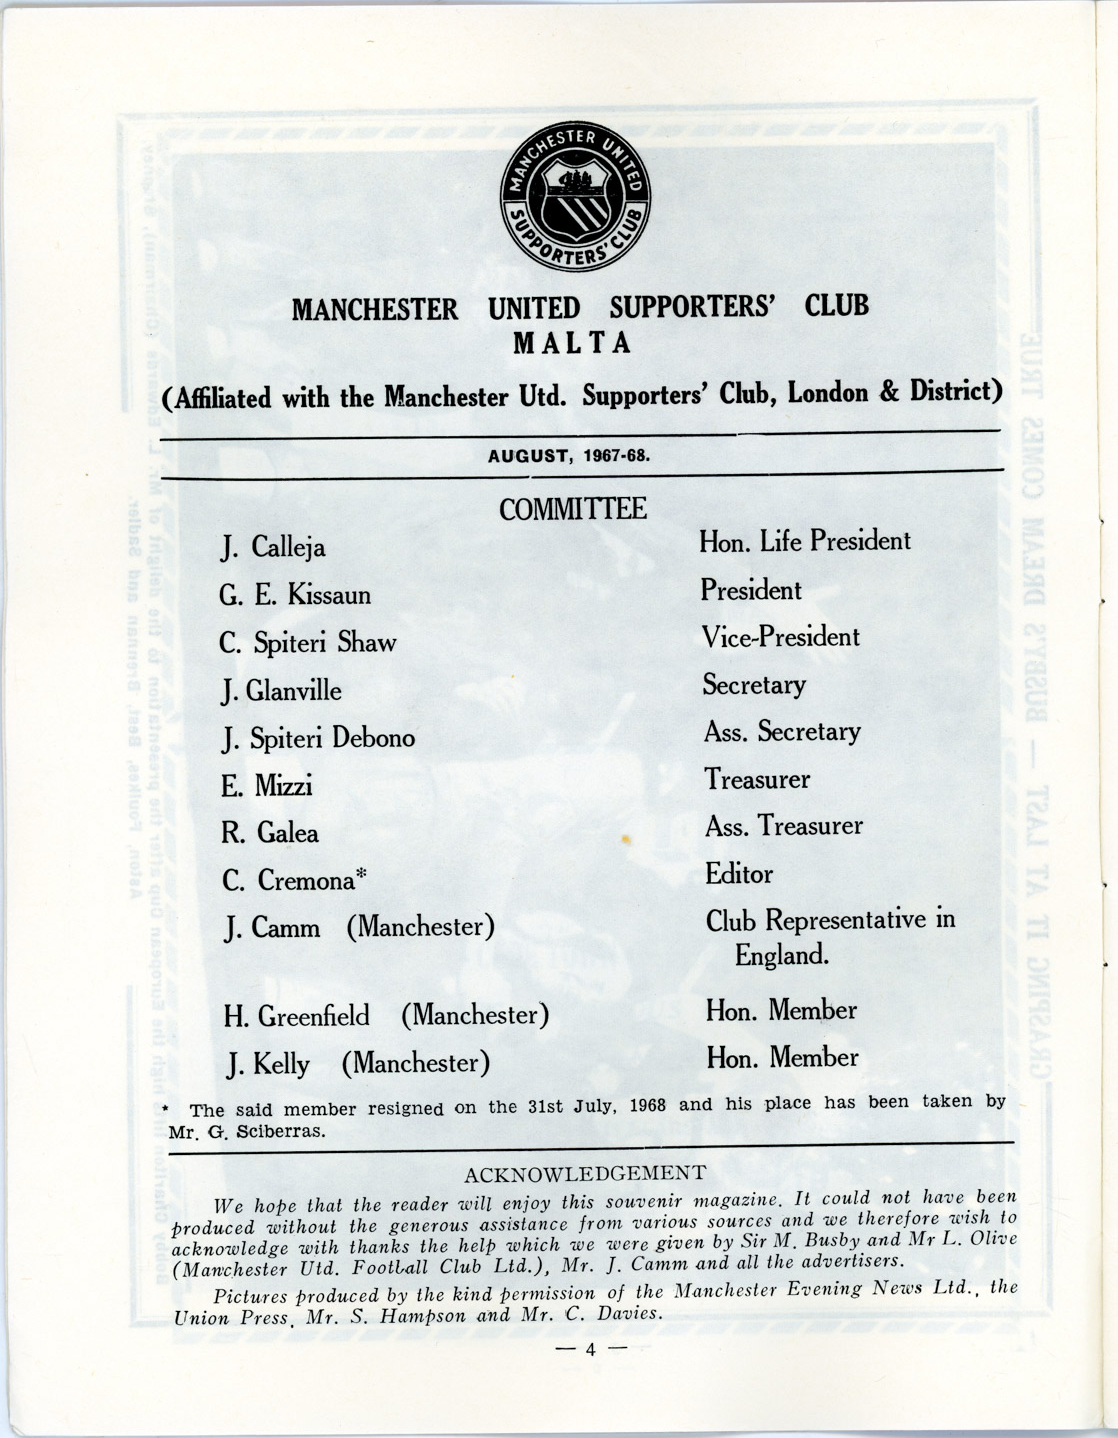 MANCHESTER UNITED
SUPPORTERS' CLUB
MANCHESTER UNITED SUPPORTERS' CLUB
MALTA
(Affiliated with the Manchester Utd. Supporters' Club, London & District)
AUGUST, 1967-68.
COMMITTEE
J. Calleja Hon. Life President
G. E. Kissaun President
C. Spiteri Shaw Vice-President
J. Glanville Secretary
J. Spiteri Debono Ass. Secretary
E. Mizzi Treasurer
R. Galea Ass. Treasurer
C. Cremona* Editor
J. Camm (Manchester) Club Representative in
England.
H. Greenfield (Manchester) Hon. Member
J. Kelly (Manchester) Hon. Member
* The said member resigned on the 31st July, 1968 and his place has been taken by
Mr. G. Sciberras.
ACKNOWLEDGEMENT
We hope that the reader will enjoy this souvenir magazine. It could not have been
produced without the generous assistance from various sources and we therefore wish to
acknowledge with thanks the help which we were given by Sir M. Busby and Mr L. Olive
(Manchester Utd. Football Club Ltd.), Mr. J. Camm and all the advertisers.
Pictures produced by the kind permission of the Manchester Evening News Ltd., the
Union Press, Mr. S. Hampson and Mr. C. Davies.
— 4 —
GRASPING IT AT LAST — BUSBY'S DREAM COMES TRUE